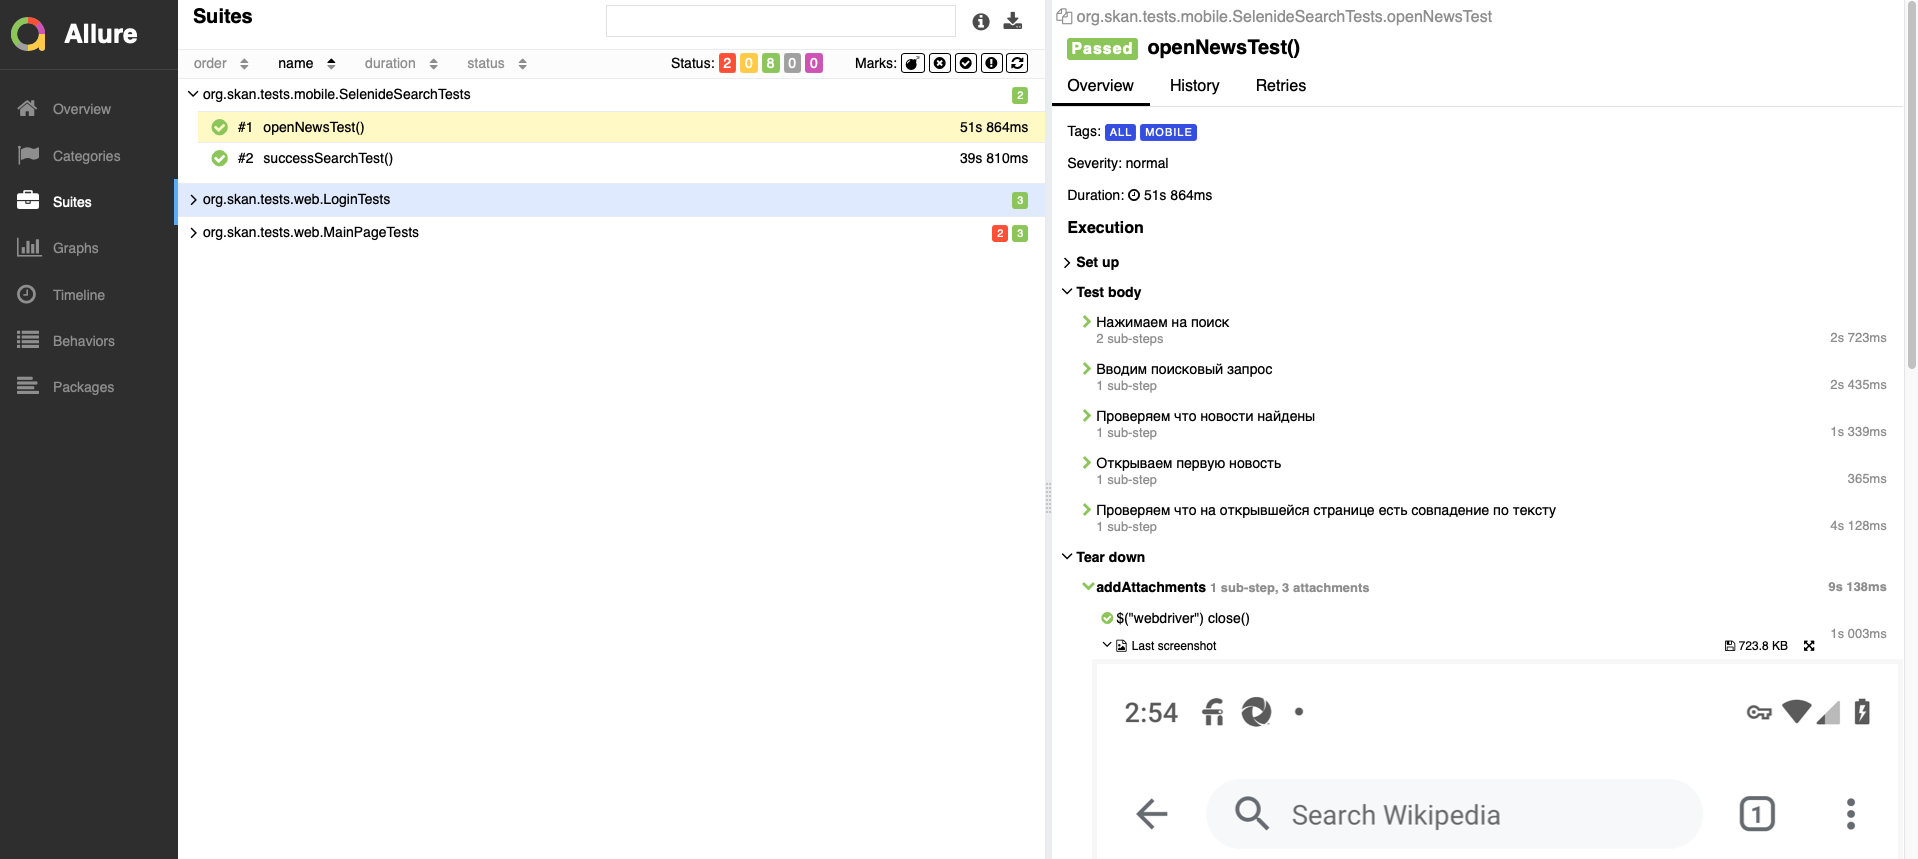 Allure
Overview
Categories
Suites
Graphs
Timeline
Behaviors
Packages
Suites
order name duration status Status: 2 0 8 0 0 Marks:
org.skan.tests.mobile.SelenideSearchTests 2
#1 openNewsTest() 51s 864ms
#2 successSearchTest() 39s 810ms
org.skan.tests.web.LoginTests 3
org.skan.tests.web.MainPageTests 2 3
org.skan.tests.mobile.SelenideSearchTests.openNewsTest
Passed openNewsTest()
Overview History Retries
Tags: ALL MOBILE
Severity: normal
Duration: 51s 864ms
Execution
Set up
Test body
Нажимаем на поиск
2 sub-steps 2s 723ms
Вводим поисковый запрос
1 sub-step 2s 435ms
Проверяем что новости найдены
1 sub-step 1s 339ms
Открываем первую новость
1 sub-step 365ms
Проверяем что на открывшейся странице есть совпадение по тексту
1 sub-step 4s 128ms
Tear down
addAttachments 1 sub-step, 3 attachments 9s 138ms
$("webdriver") close()
1s 003ms
Last screenshot 723.8 KB
2:54
Search Wikipedia 1